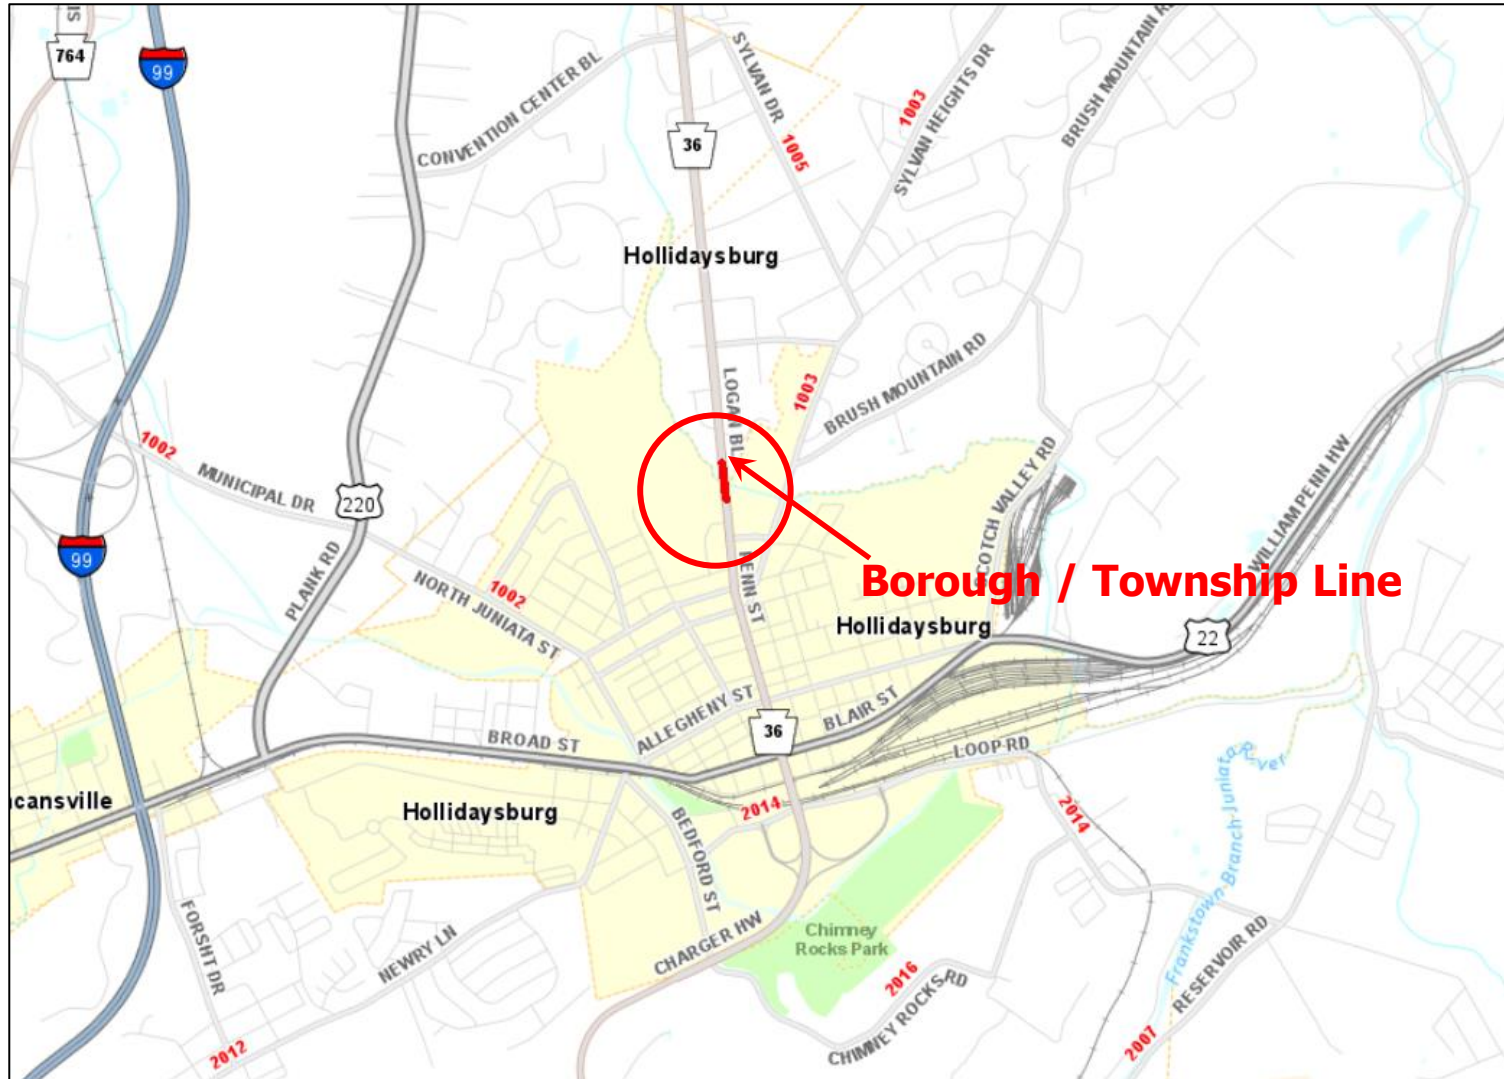 SI
764
99
CONVENTION CENTER BL
36
SYLVAN DR
1005
1003
SYLVAN HEIGHTS DR
BRUSH MOUNTAIN RD
Hollidaysburg
LOGAN BL
1003
BRUSH MOUNTAIN RD
1002
MUNICIPAL DR
220
99
PLANK RD
NORTH JUNIATA ST
1002
PENN ST
SCOTCH VALLEY RD
WILLIAM PENN HW
Borough / Township Line
Hollidaysburg
22
ALLEGHENY ST
BLAIR ST
36
BROAD ST
LOOP RD
ncansville
Hollidaysburg
2014
2014
BEDFORD ST
Frankstown Branch Juniata River
FORSHT DR
NEWRY LN
CHARGER HW
Chimney
Rocks Park
2016
CHIMNEY ROCKS RD
RESERVOIR RD
2012
2007